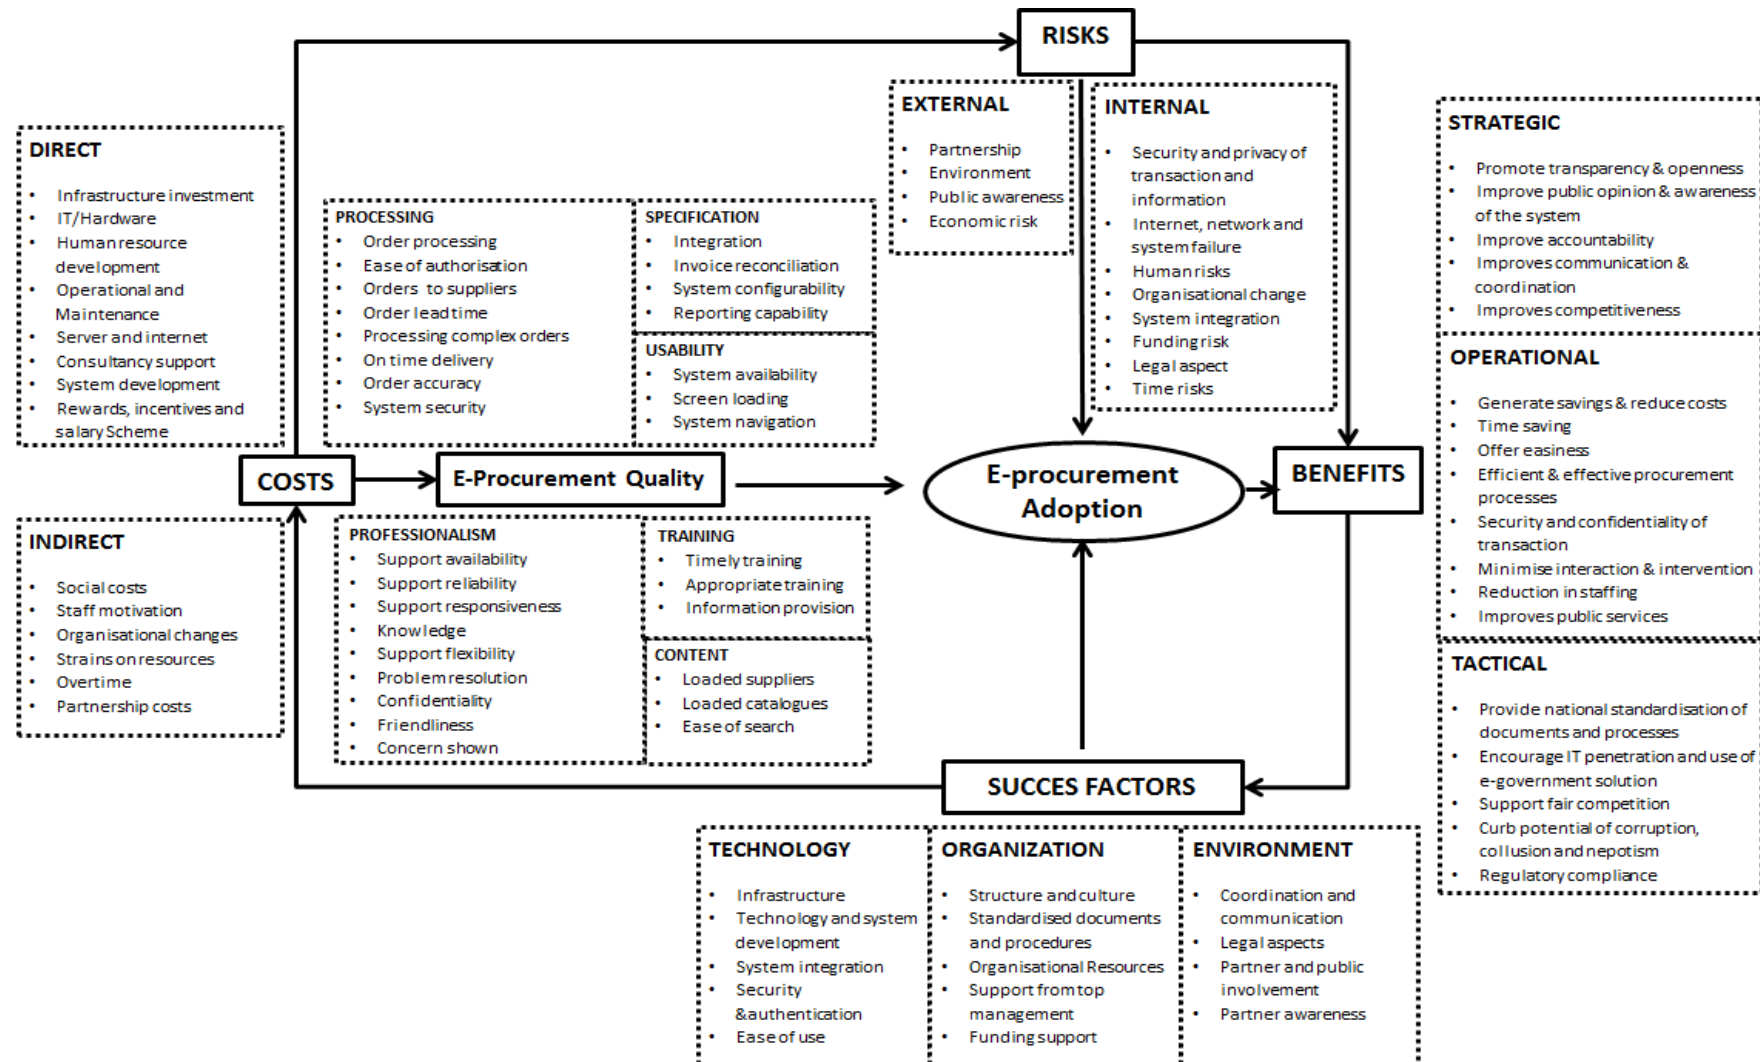 RISKS
EXTERNAL
• Partnership
• Environment
• Public awareness
• Economic risk
INTERNAL
• Security and privacy of
transaction and
information
• Internet, network and
system failure
• Human risks
• Organisational change
• System integration
• Funding risk
• Legal aspect
• Time risks
DIRECT
• Infrastructure investment
• IT/Hardware
• Human resource
development
• Operational and
Maintenance
• Server and internet
• Consultancy support
• System development
• Rewards, incentives and
salary Scheme
PROCESSING
• Order processing
• Ease of authorisation
• Orders to suppliers
• Order lead time
• Processing complex orders
• On time delivery
• Order accuracy
• System security
SPECIFICATION
• Integration
• Invoice reconciliation
• System configurability
• Reporting capability
USABILITY
• System availability
• Screen loading
• System navigation
STRATEGIC
• Promote transparency & openness
• Improve public opinion & awareness
of the system
• Improve accountability
• Improves communication &
coordination
• Improves competitiveness
OPERATIONAL
• Generate savings & reduce costs
• Time saving
• Offer easiness
• Efficient & effective procurement
processes
• Security and confidentiality of
transaction
• Minimise interaction & intervention
• Reduction in staffing
• Improves public services
TACTICAL
• Provide national standardisation of
documents and processes
• Encourage IT penetration and use of
e-government solution
• Support fair competition
• Curb potential of corruption,
collusion and nepotism
• Regulatory compliance
COSTS
E-Procurement Quality
E-procurement
Adoption
BENEFITS
INDIRECT
• Social costs
• Staff motivation
• Organisational changes
• Strains on resources
• Overtime
• Partnership costs
PROFESSIONALISM
• Support availability
• Support reliability
• Support responsiveness
• Knowledge
• Support flexibility
• Problem resolution
• Confidentiality
• Friendliness
• Concern shown
TRAINING
• Timely training
• Appropriate training
• Information provision
CONTENT
• Loaded suppliers
• Loaded catalogues
• Ease of search
SUCCES FACTORS
TECHNOLOGY
• Infrastructure
• Technology and system
development
• System integration
• Security
&authentication
• Ease of use
ORGANIZATION
• Structure and culture
• Standardised documents
and procedures
• Organisational Resources
• Support from top
management
• Funding support
ENVIRONMENT
• Coordination and
communication
• Legal aspects
• Partner and public
involvement
• Partner awareness